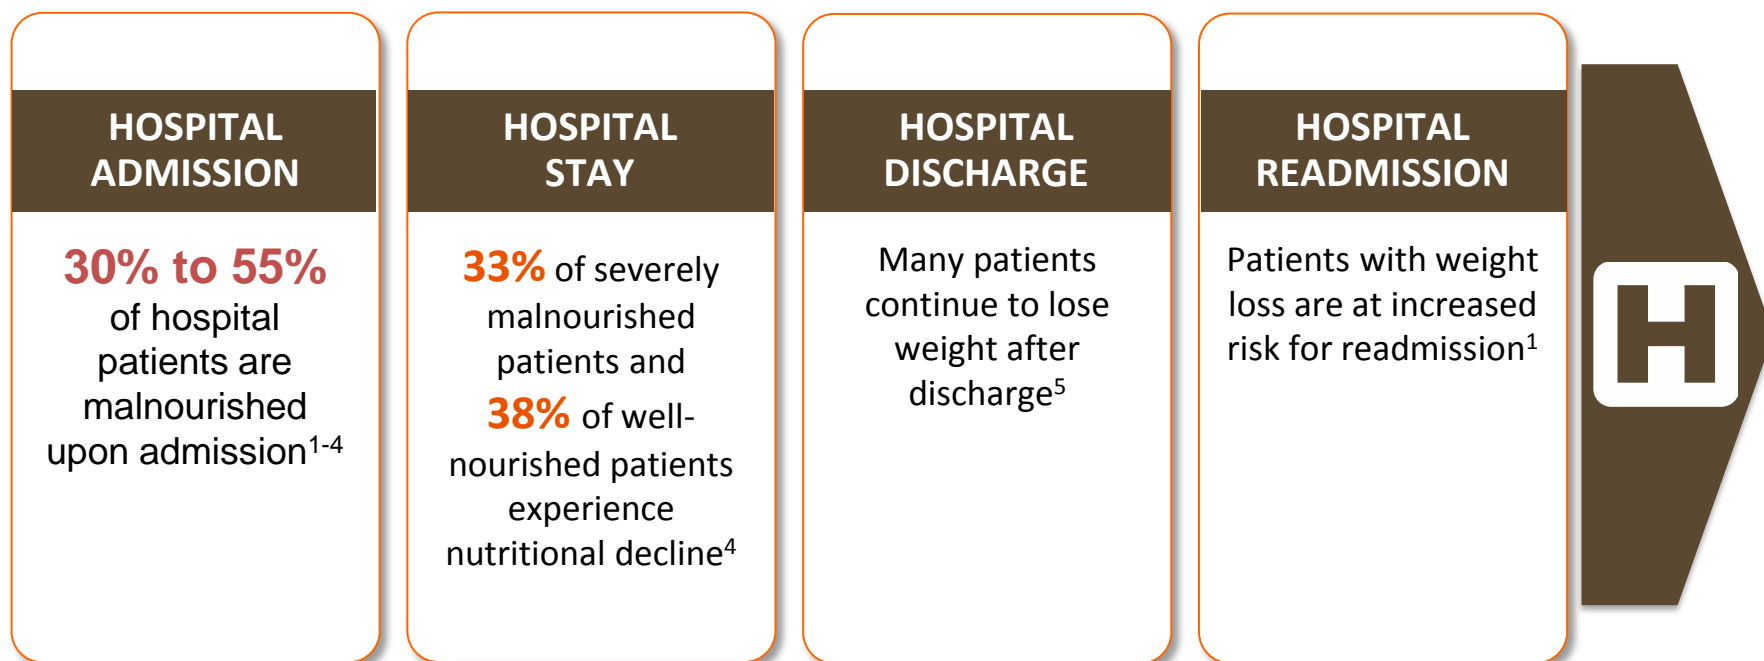 HOSPITAL
ADMISSION
30% to 55%
of hospital
patients are
malnourished
upon admission¹⁻⁴
HOSPITAL
STAY
33% of severely
malnourished
patients and
38% of well-
nourished patients
experience
nutritional decline⁴
HOSPITAL
DISCHARGE
Many patients
continue to lose
weight after
discharge⁵
HOSPITAL
READMISSION
Patients with weight
loss are at increased
risk for readmission¹
H